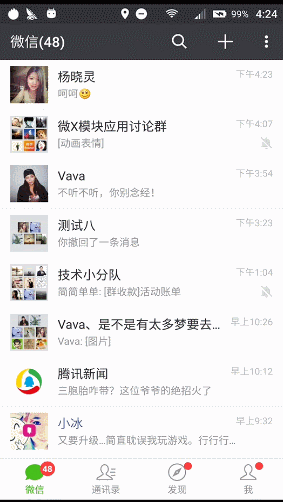 99% 4:24
微信(48)
杨晓灵 下午4:23
呵呵
微X模块应用讨论群 下午4:07
[动画表情]
Vava 下午3:54
不听不听，你别念经！
测试八 下午3:23
你撤回了一条消息
技术小分队 下午1:04
简简单单: [群收款]活动账单
Vava、是不是有太多梦要去... 早上10:26
Vava: [图片]
腾讯新闻 早上10:12
三胞胎咋带？这位爷爷的绝招火了
小冰 早上9:32
又要升级...简直耽误我玩游戏。行行行...
48
微信 通讯录 发现 我